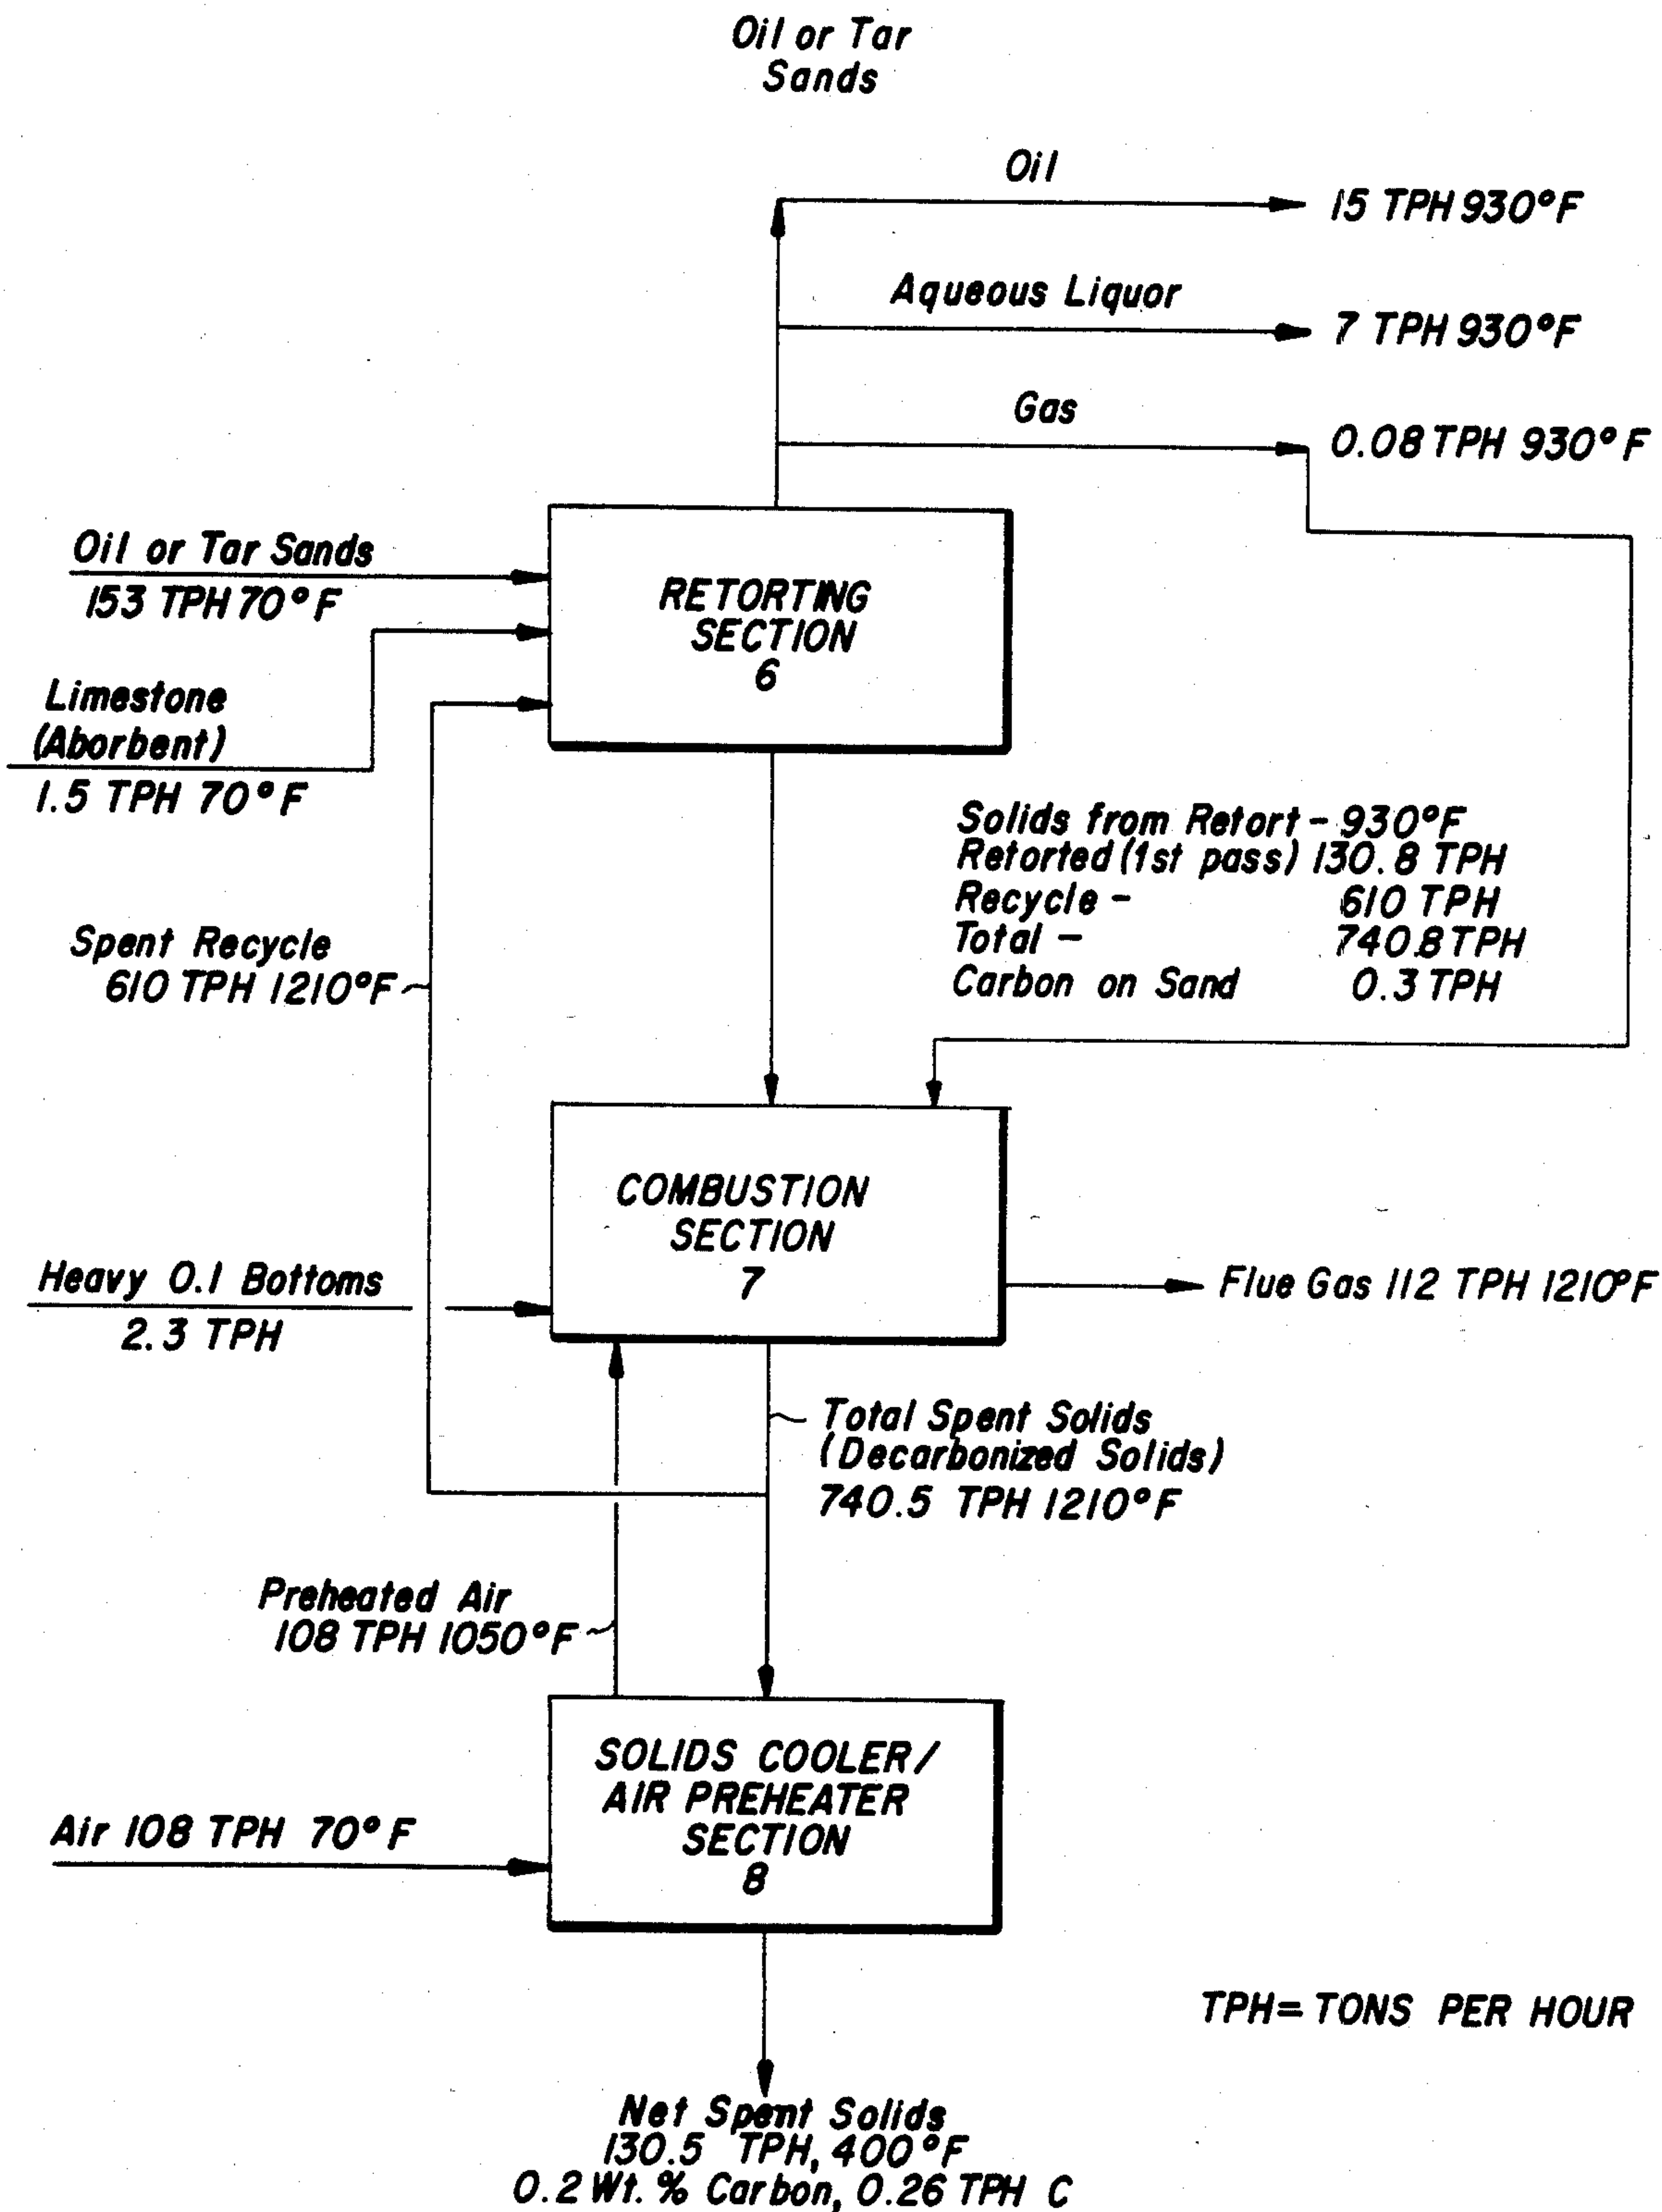 Oil or Tar
Sands
Oil
15 TPH 930°F
Aqueous Liquor
7 TPH 930°F
Gas
0.08 TPH 930°F
Oil or Tar Sands
153 TPH 70°F
RETORTING
SECTION
6
Limestone
(Aborbent)
1.5 TPH 70°F
Solids from Retort - 930°F
Retorted (1st pass) 130.8 TPH
Recycle - 610 TPH
Total - 740.8 TPH
Carbon on Sand 0.3 TPH
Spent Recycle
610 TPH 1210°F
COMBUSTION
SECTION
7
Heavy 0.1 Bottoms
2.3 TPH
Flue Gas 112 TPH 1210°F
Total Spent Solids
(Decarbonized Solids)
740.5 TPH 1210°F
Preheated Air
108 TPH 1050°F
SOLIDS COOLER/
AIR PREHEATER
SECTION
8
Air 108 TPH 70°F
TPH= TONS PER HOUR
Net Spent Solids
130.5 TPH, 400°F
0.2 Wt. % Carbon, 0.26 TPH C